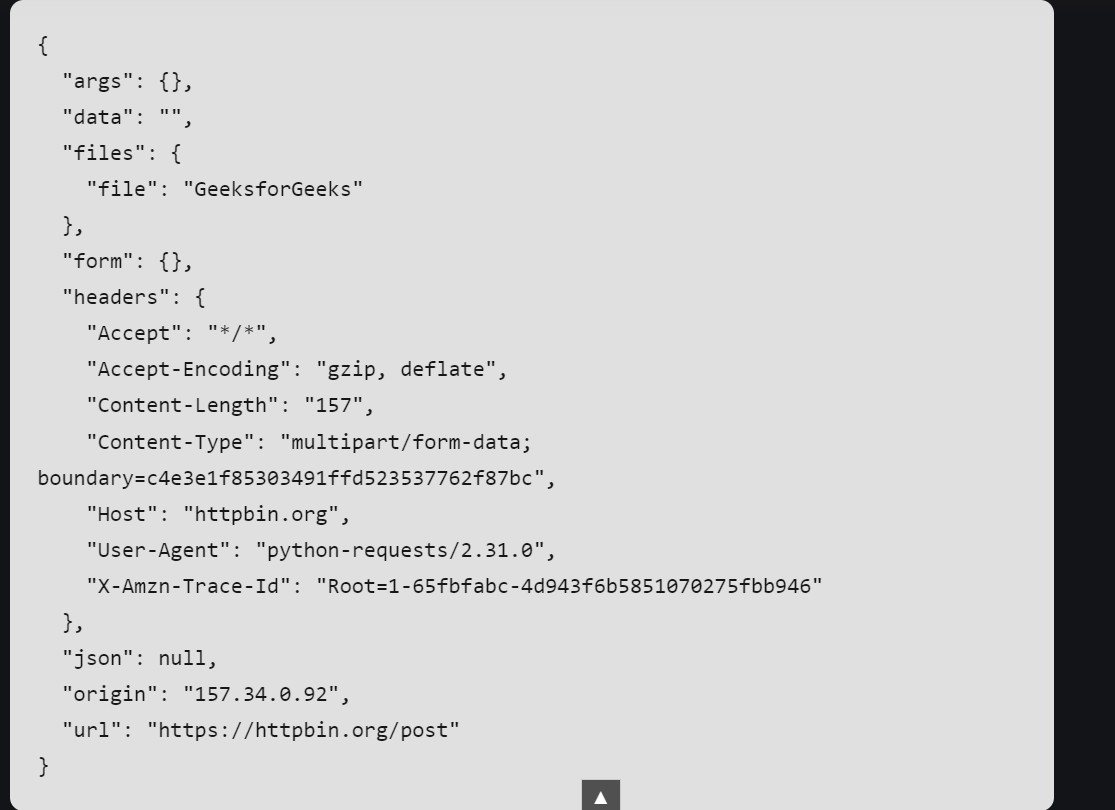 {
  "args": {},
  "data": "",
  "files": {
    "file": "GeeksforGeeks"
  },
  "form": {},
  "headers": {
    "Accept": "*/*",
    "Accept-Encoding": "gzip, deflate",
    "Content-Length": "157",
    "Content-Type": "multipart/form-data;
boundary=c4e3e1f85303491ffd523537762f87bc",
    "Host": "httpbin.org",
    "User-Agent": "python-requests/2.31.0",
    "X-Amzn-Trace-Id": "Root=1-65fbfabc-4d943f6b5851070275fbb946"
  },
  "json": null,
  "origin": "157.34.0.92",
  "url": "https://httpbin.org/post"
}